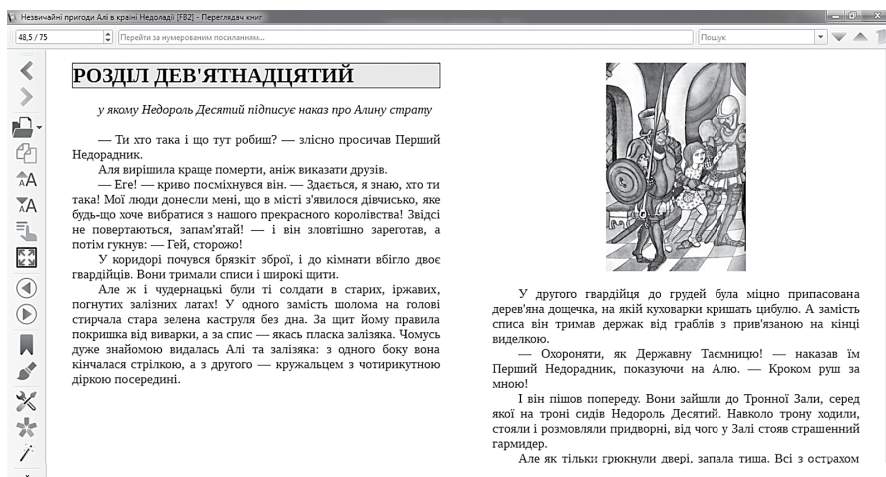 Незвичайні пригоди Алі в країні Недоладії [FB2] - Переглядач книг
48,5 / 75
Перейти за нумерованим посиланням...
Пошук
РОЗДІЛ ДЕВ'ЯТНАДЦЯТИЙ
у якому Недороль Десятий підписує наказ про Алину страту
— Ти хто така і що тут робиш? — злісно просичав Перший
Недорадник.
Аля вирішила краще померти, аніж виказати друзів.
— Еге! — криво посміхнувся він. — Здається, я знаю, хто ти
така! Мої люди донесли мені, що в місті з'явилося дівчисько, яке
будь-що хоче вибратися з нашого прекрасного королівства! Звідсі
не повертаються, запам'ятай! — і він зловтішно зареготав, а
потім гукнув: — Гей, сторожо!
У коридорі почувся брязкіт зброї, і до кімнати вбігло двоє
гвардійців. Вони тримали списи і широкі щити.
Але ж і чудернацькі були ті солдати в старих, іржавих,
погнутих залізних латах! У одного замість шолома на голові
стирчала стара зелена каструля без дна. За щит йому правила
покришка від виварки, а за спис — якась плаская залізяка. Чомусь
дуже знайомою видалась Алі та залізяка: з одного боку вона
кінчалася стрілкою, а з другого — кружальцем з чотирикутною
діркою посередині.
У другого гвардійця до грудей була міцно припасована
дерев'яна дощечка, на якій куховарки кришать цибулю. А замість
списа він тримав держак від граблів з прив'язаною на кінці
виделкою.
— Охороняти, як Державну Таємницю! — наказав їм
Перший Недорадник, показуючи на Алю. — Кроком руш за
мною!
І він пішов попереду. Вони зайшли до Тронної Зали, серед
якої на троні сидів Недороль Десятий. Навколо трону ходили,
стояли і розмовляли придворні, від чого у Залі стояв страшенний
гармидер.
Але як тільки грюкнули двері, запала тиша. Всі з острахом